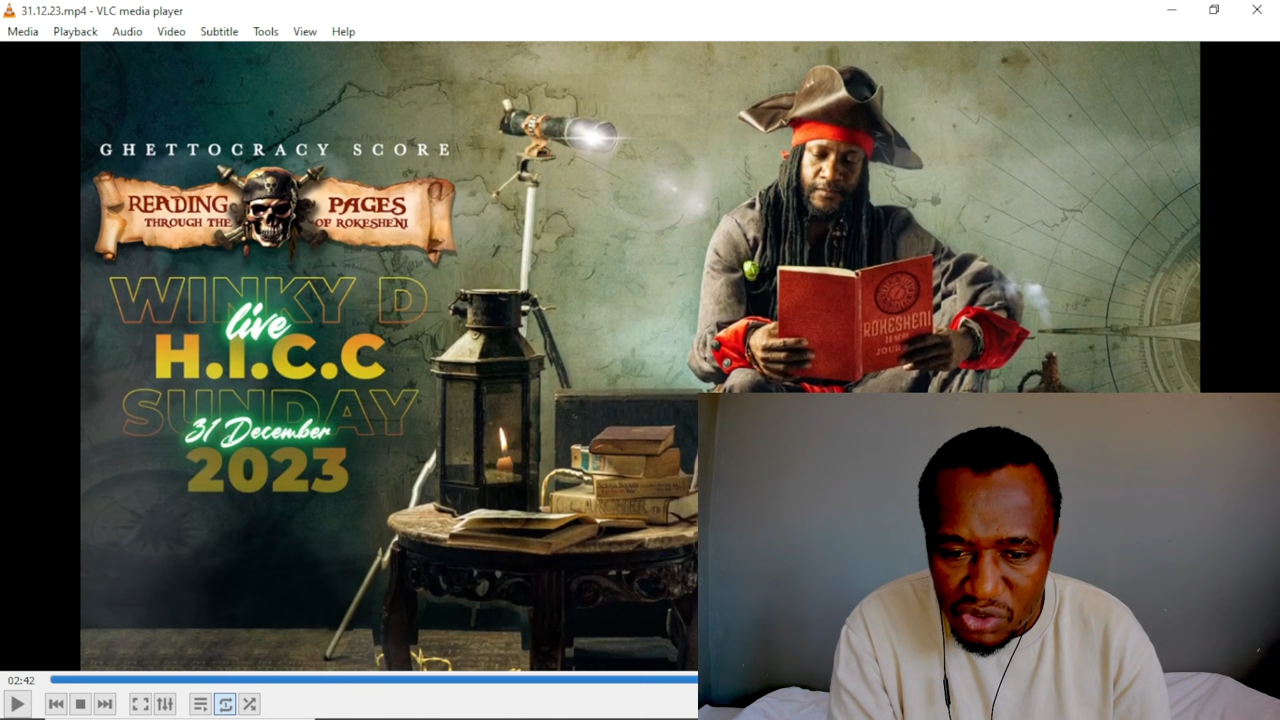 31.12.23.mp4 - VLC media player
Media Playback Audio Video Subtitle Tools View Help
GHETTOCRACY SCORE
READING PAGES
THROUGH THE OF ROKESHENI
WINKY D
live
H.I.C.C
SUNDAY
31 December
2023
ROKESHENI
02:42